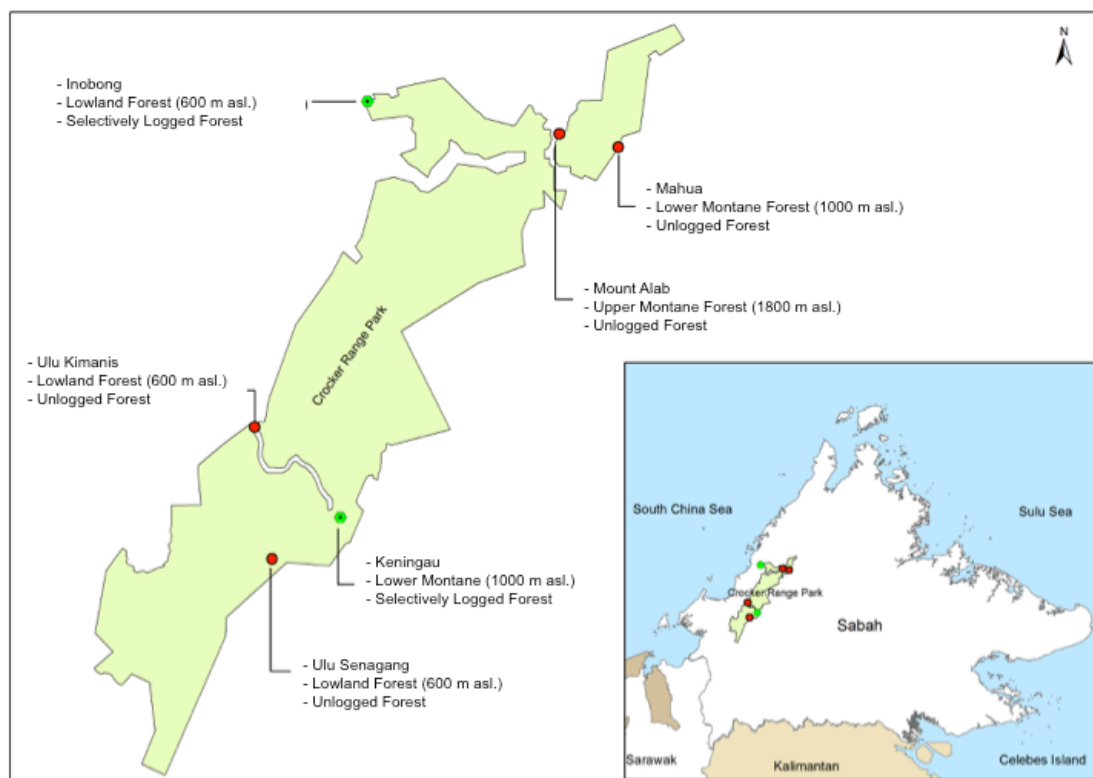 N
- Inobong
- Lowland Forest (600 m asl.)
- Selectively Logged Forest
- Mahua
- Lower Montane Forest (1000 m asl.)
- Unlogged Forest
- Mount Alab
- Upper Montane Forest (1800 m asl.)
- Unlogged Forest
Crocker Range Park
- Ulu Kimanis
- Lowland Forest (600 m asl.)
- Unlogged Forest
- Keningau
- Lower Montane (1000 m asl.)
- Selectively Logged Forest
- Ulu Senagang
- Lowland Forest (600 m asl.)
- Unlogged Forest
South China Sea
Sulu Sea
Crocker Range Park
Sabah
Sarawak
Kalimantan
Celebes Island